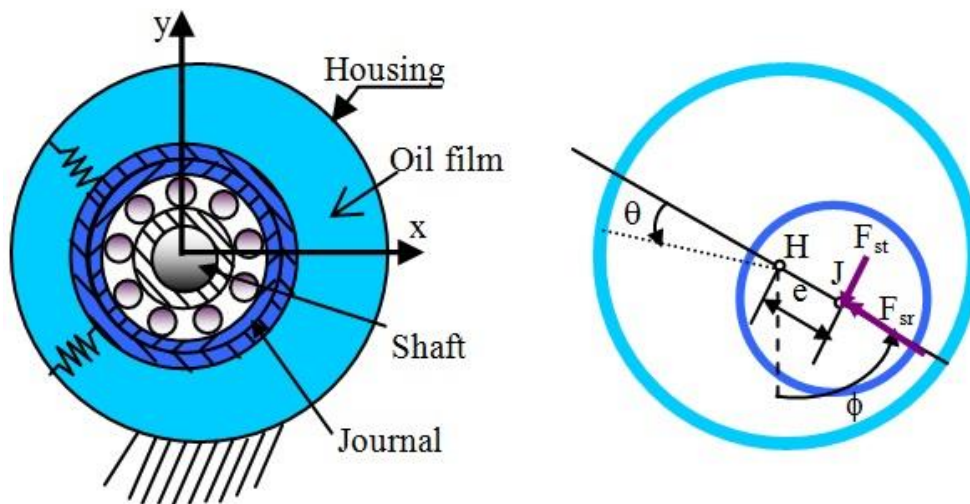 y
Housing
Oil film
x
Shaft
Journal
θ
H
J
e
F_st
F_sr
ϕ